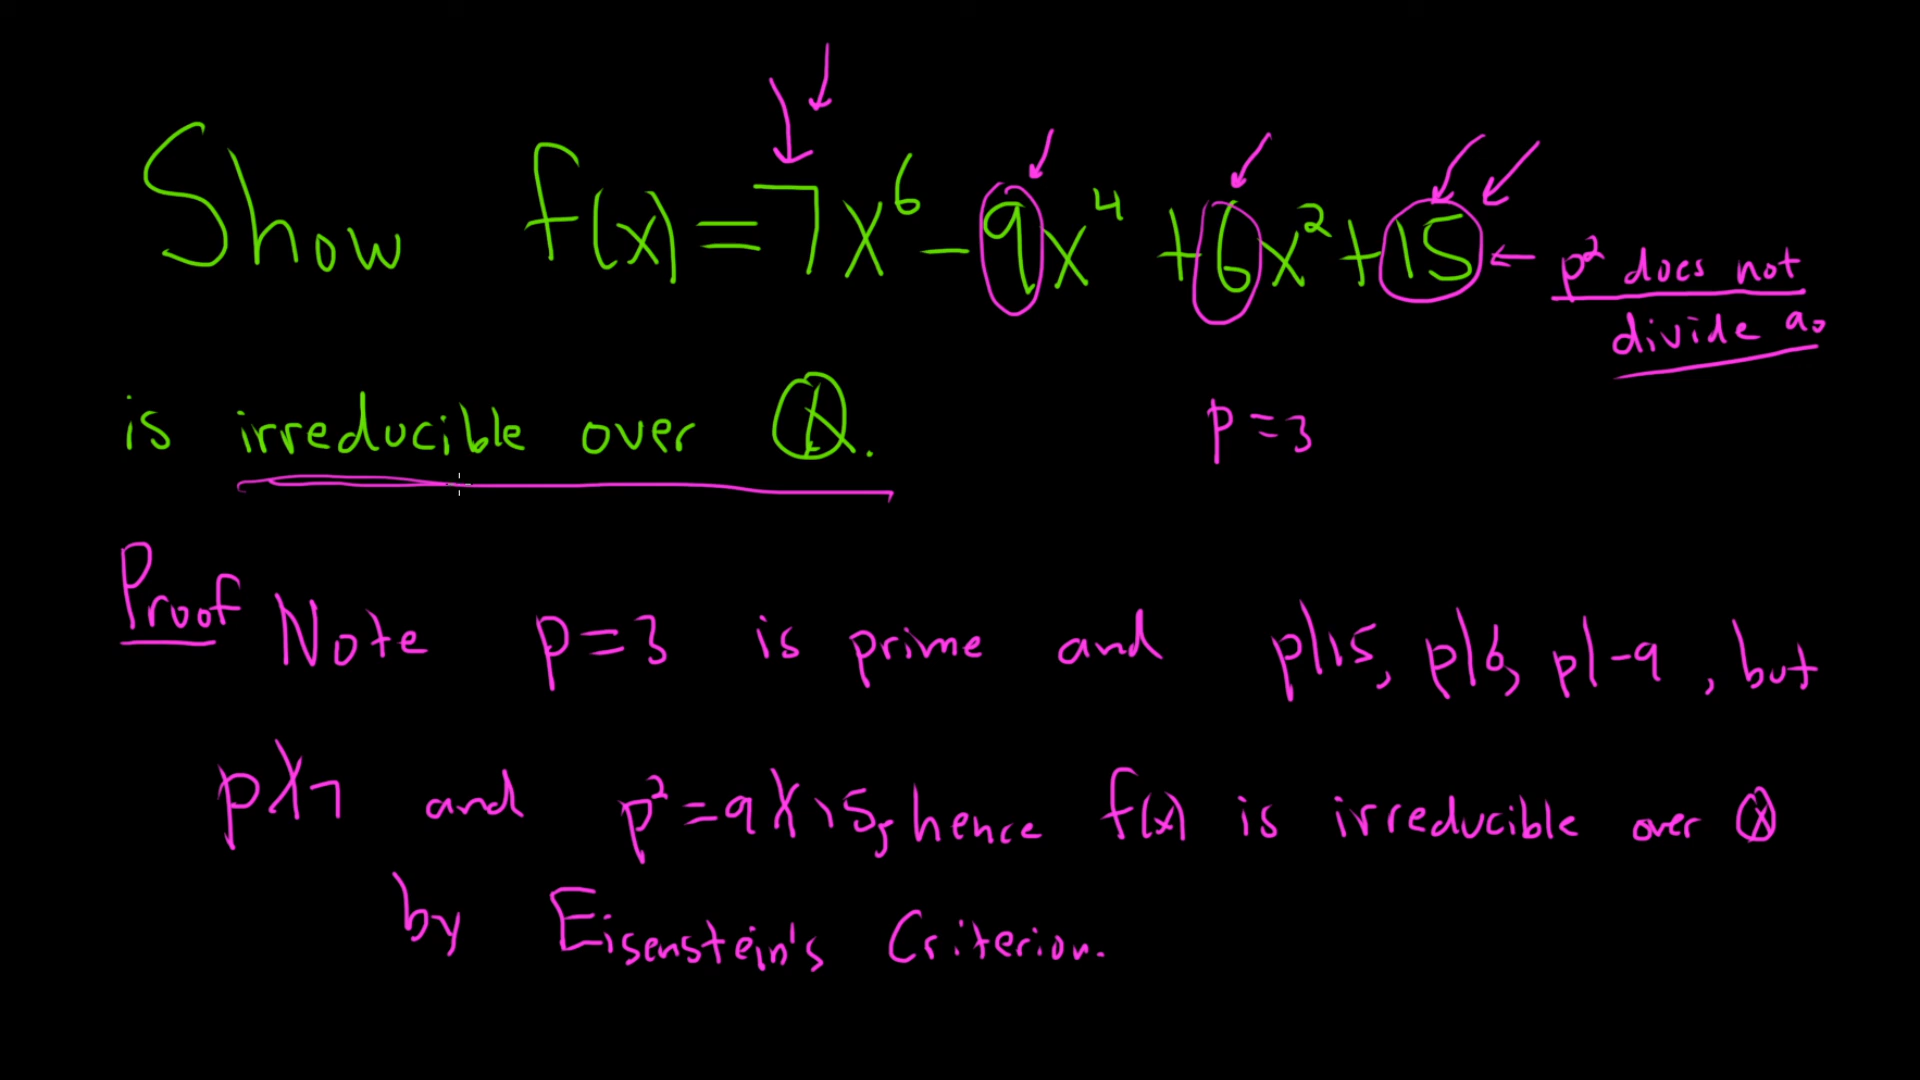 Show f(x) = 7x⁶ - 9x⁴ + 6x² + 15 ← p² does not
divide a₀
is irreducible over ℚ.
p = 3
Proof Note p = 3 is prime and p|15, p|6, p|-9, but
p∤7 and p² = 9∤15, hence f(x) is irreducible over ℚ
by Eisenstein's Criterion.